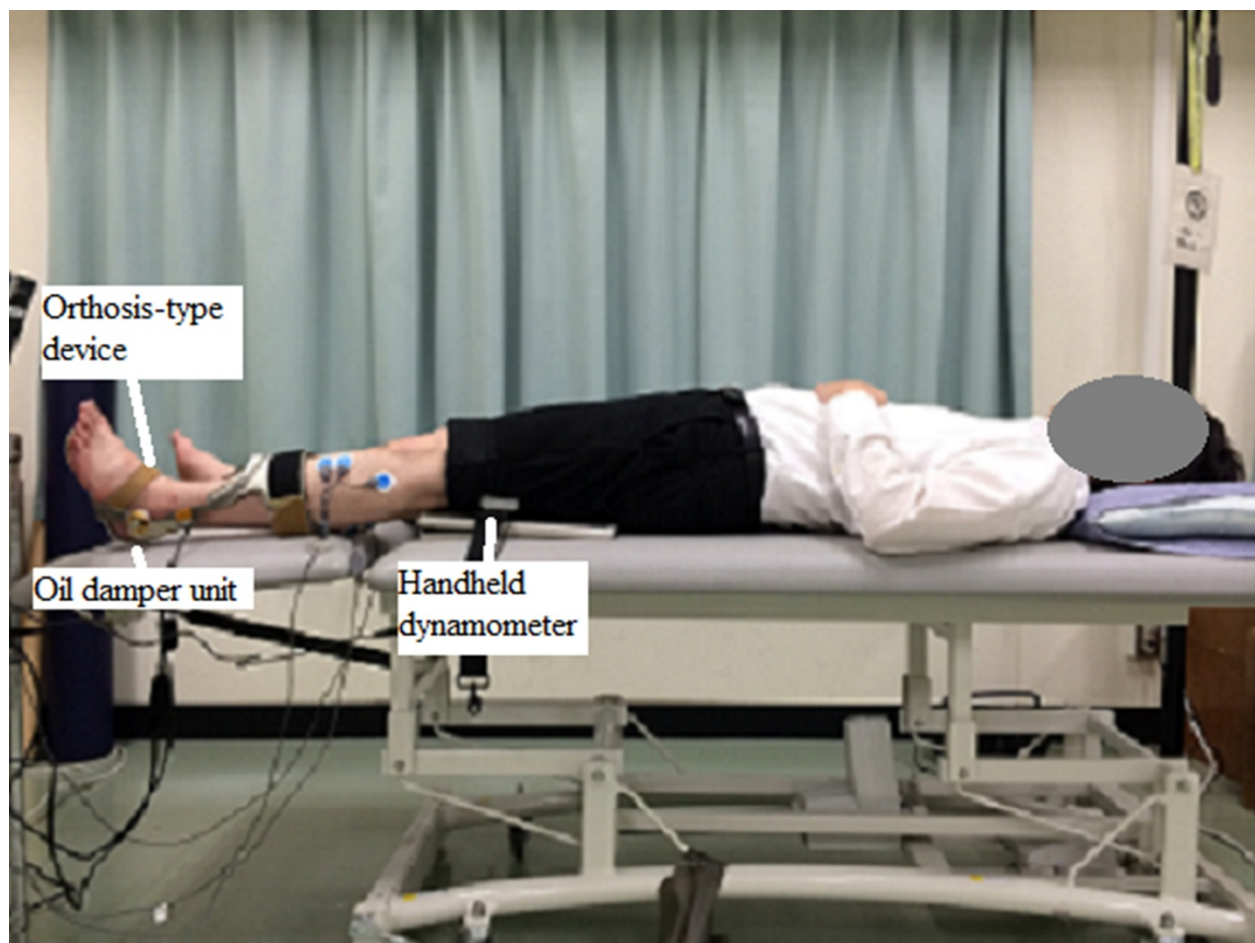 Orthosis-type
device
Oil damper unit
Handheld
dynamometer